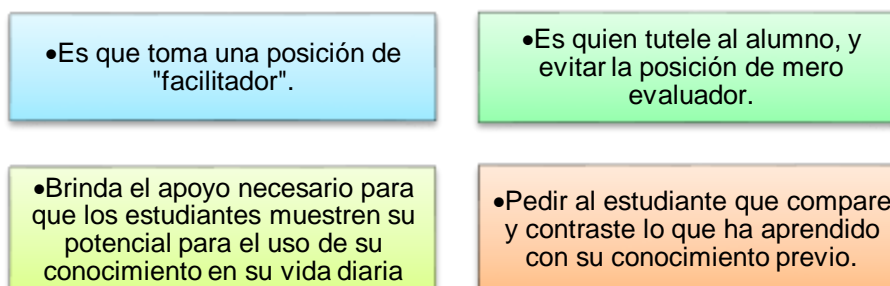 •Es que toma una posición de
"facilitador".
•Es quien tutele al alumno, y
evitar la posición de mero
evaluador.
•Brinda el apoyo necesario para
que los estudiantes muestren su
potencial para el uso de su
conocimiento en su vida diaria
•Pedir al estudiante que compare
y contraste lo que ha aprendido
con su conocimiento previo.